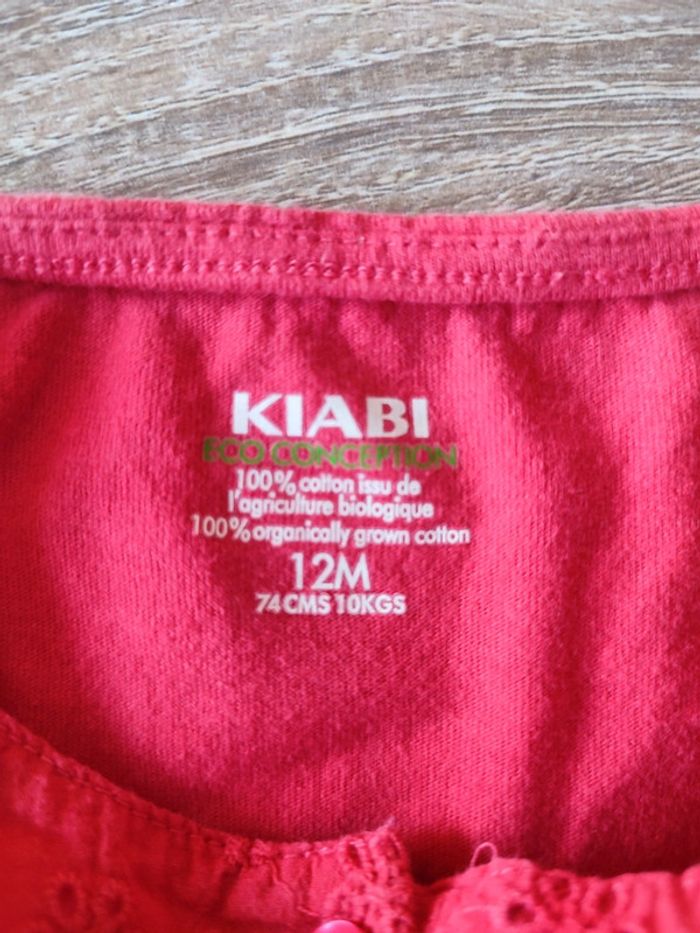 KIABI
ECO CONCEPTION
100% cotton issu de
l'agriculture biologique
100% organically grown cotton
12M
74CMS 10KGS